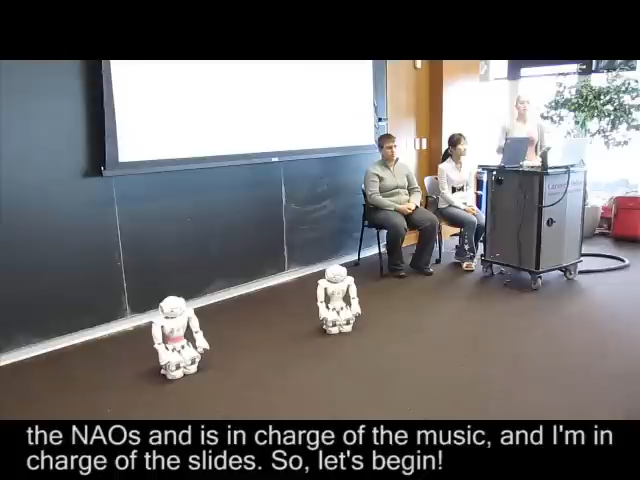 the NAOs and is in charge of the music, and I'm in
charge of the slides. So, let's begin!